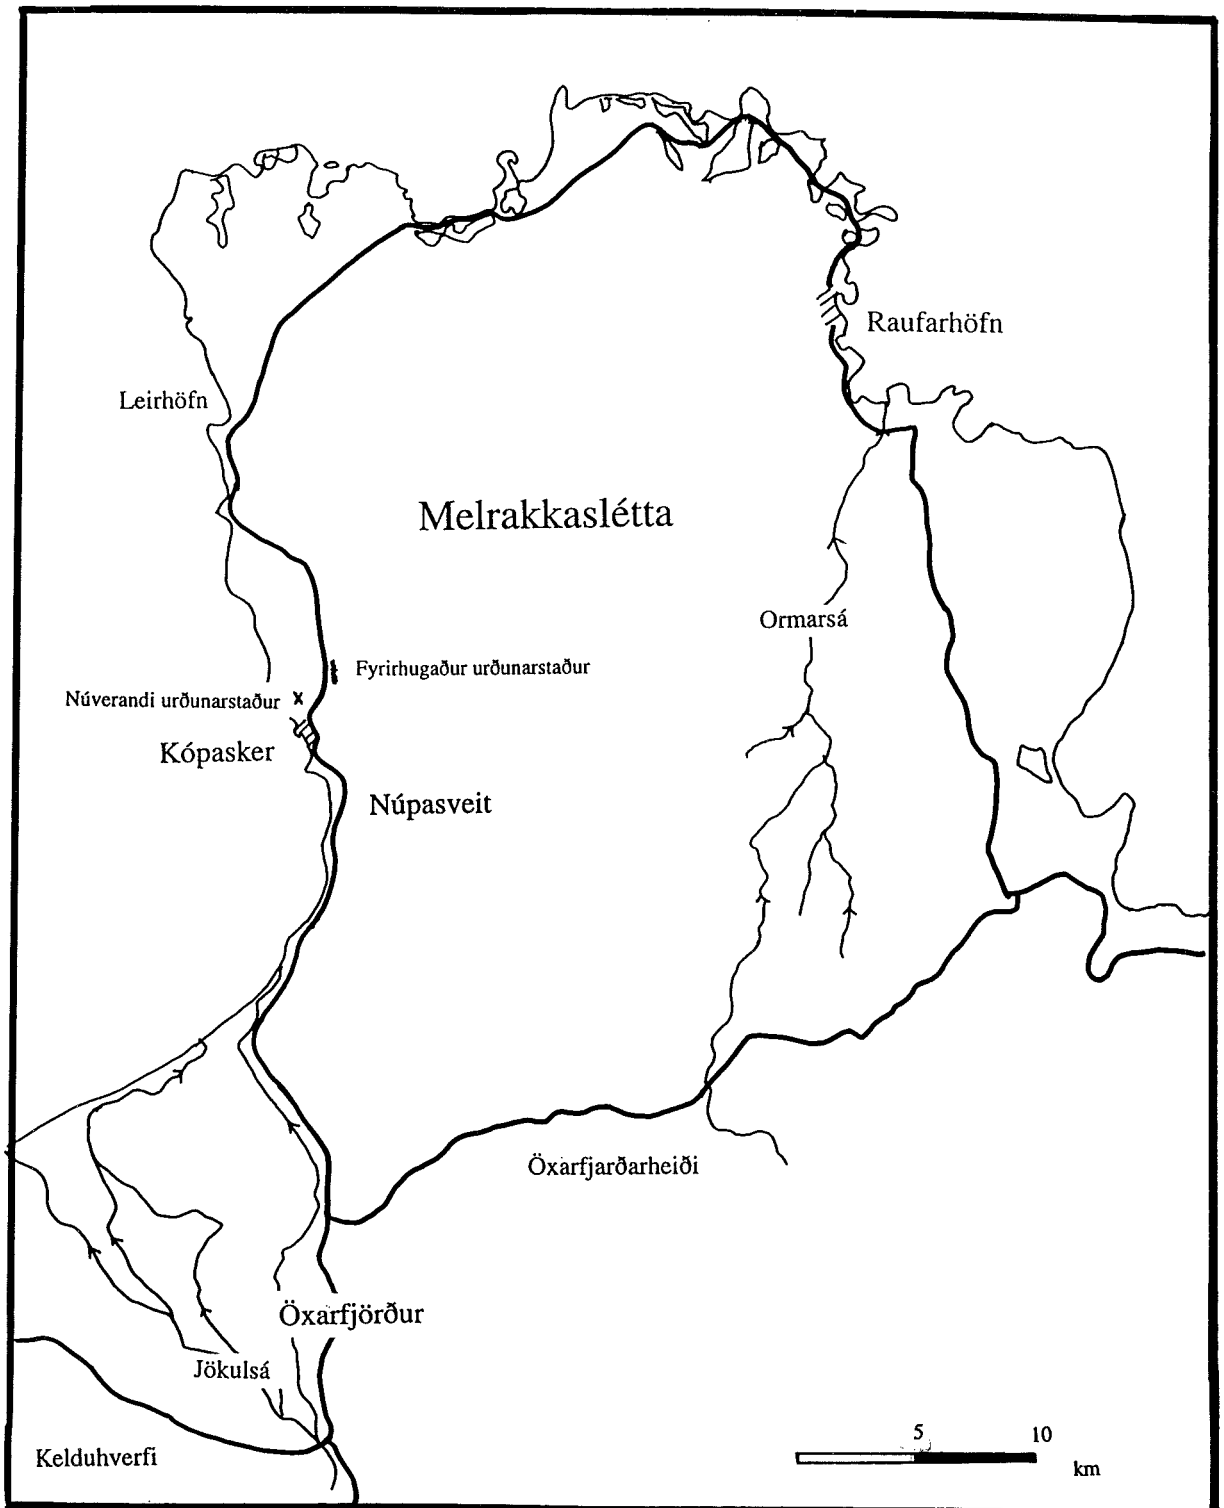 Raufarhöfn
Leirhöfn
Melrakkaslétta
Ormarsá
Fyrirhugaður urðunarstaður
Núverandi urðunarstaður x
Kópasker
Núpasveit
Öxarfjarðarheiði
Öxarfjörður
Jökulsá
Kelduhverfi
5 10
km